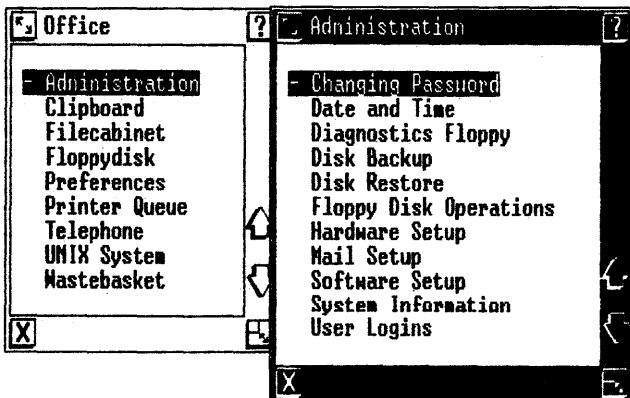 Office ?
- Administration
Clipboard
Filecabinet
Floppydisk
Preferences
Printer Queue
Telephone
UNIX System
Wastebasket
X
Administration ?
- Changing Password
Date and Time
Diagnostics Floppy
Disk Backup
Disk Restore
Floppy Disk Operations
Hardware Setup
Mail Setup
Software Setup
System Information
User Logins
X